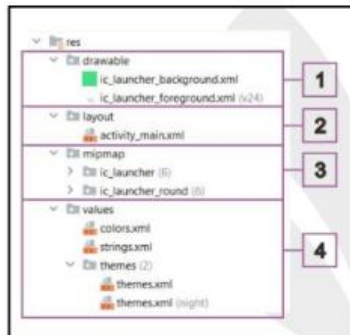 res
drawable
1
ic_launcher_background.xml
ic_launcher_foreground.xml (v24)
layout
2
activity_main.xml
mipmap
3
ic_launcher (6)
ic_launcher_round (6)
values
4
colors.xml
strings.xml
themes (2)
themes.xml
themes.xml (night)